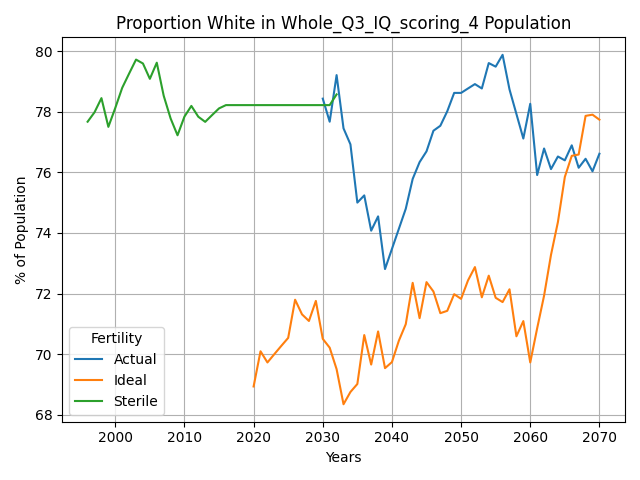 Proportion White in Whole_Q3_IQ_scoring_4 Population
% of Population
80
78
76
74
72
70
68
Fertility
Actual
Ideal
Sterile
2000 2010 2020 2030 2040 2050 2060 2070
Years